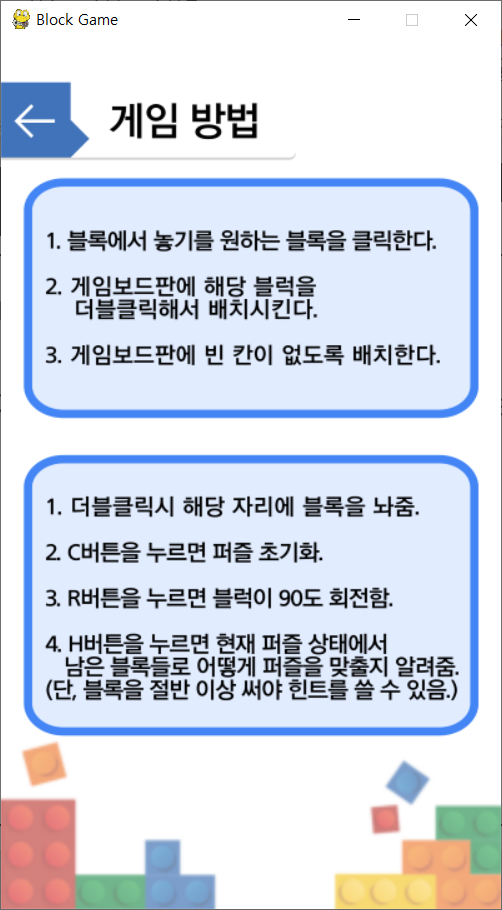 Block Game
게임 방법
1. 블록에서 놓기를 원하는 블록을 클릭한다.
2. 게임보드판에 해당 블럭을
더블클릭해서 배치시킨다.
3. 게임보드판에 빈 칸이 없도록 배치한다.
1. 더블클릭시 해당 자리에 블록을 놔줌.
2. C버튼을 누르면 퍼즐 초기화.
3. R버튼을 누르면 블럭이 90도 회전함.
4. H버튼을 누르면 현재 퍼즐 상태에서
남은 블록들로 어떻게 퍼즐을 맞출지 알려줌.
(단, 블록을 절반 이상 써야 힌트를 쓸 수 있음.)